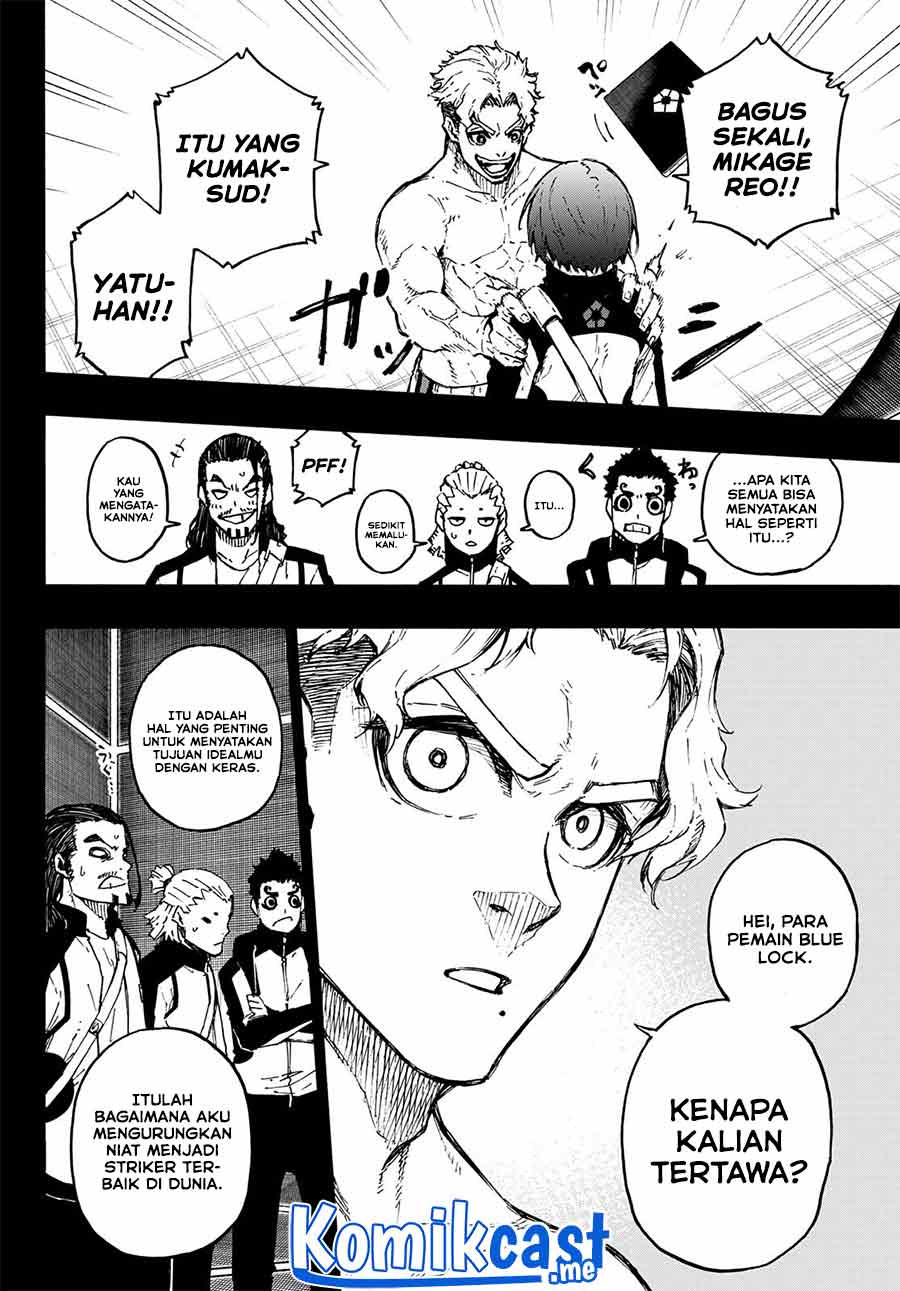 BAGUS
SEKALI,
MIKAGE
REO!!
ITU YANG
KUMAK-
SUD!
YATU-
HAN!!
...APA KITA
SEMUA BISA
MENYATAKAN
HAL SEPERTI
ITU...?
ITU...
SEDIKIT
MEMALU-
KAN.
PFF!
KAU
YANG
MENGATA-
KANNYA!
HEI, PARA
PEMAIN BLUE
LOCK.
KENAPA
KALIAN
TERTAWA?
ITU ADALAH
HAL YANG PENTING
UNTUK MENYATAKAN
TUJUAN IDEALMU
DENGAN KERAS.
ITULAH
BAGAIMANA AKU
MENGURUNGKAN
NIAT MENJADI
STRIKER TER-
BAIK DI DUNIA.
Komikcast
.me